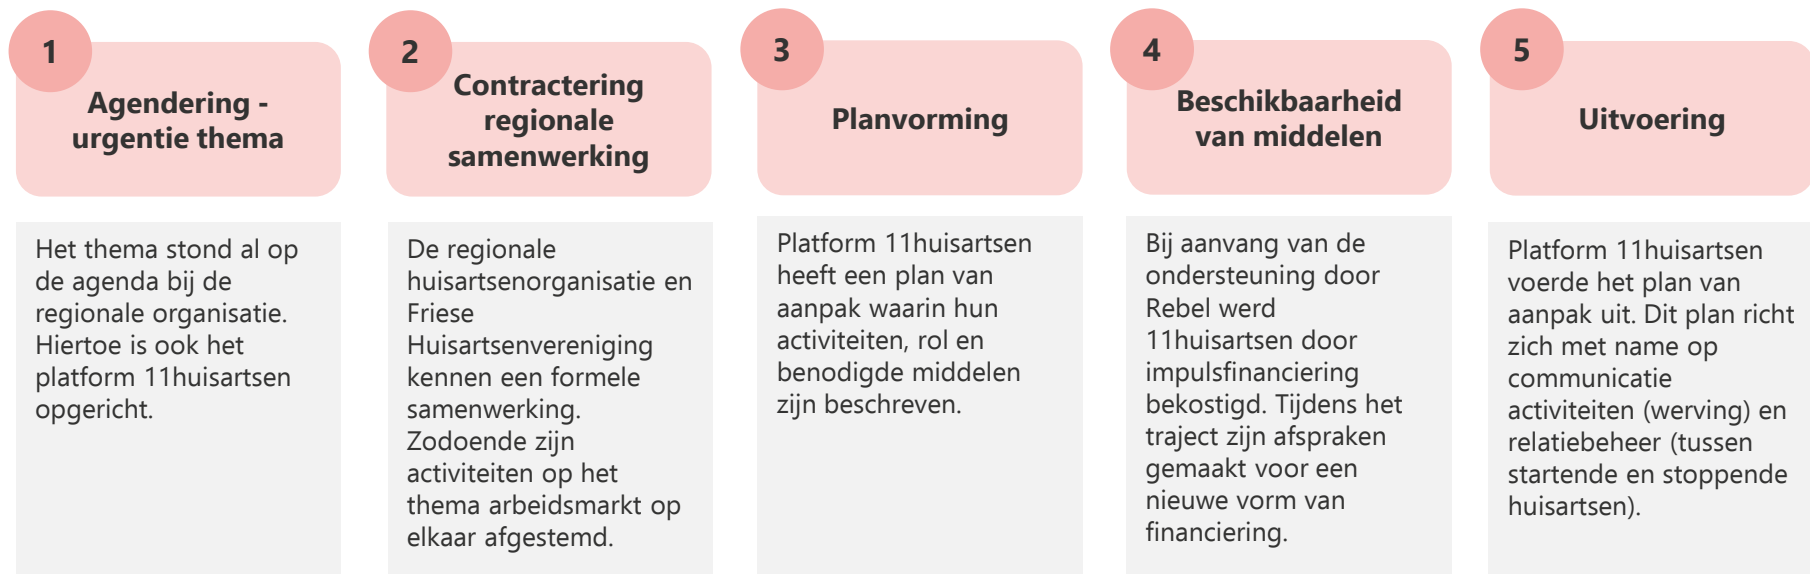 1
Agendering -
urgentie thema
Het thema stond al op
de agenda bij de
regionale organisatie.
Hiertoe is ook het
platform 11huisartsen
opgericht.
2
Contractering
regionale
samenwerking
De regionale
huisartsenorganisatie en
Friese
Huisartsenvereniging
kennen een formele
samenwerking.
Zodoende zijn
activiteiten op het
thema arbeidsmarkt op
elkaar afgestemd.
3
Planvorming
Platform 11huisartsen
heeft een plan van
aanpak waarin hun
activiteiten, rol en
benodigde middelen
zijn beschreven.
4
Beschikbaarheid
van middelen
Bij aanvang van de
ondersteuning door
Rebel werd
11huisartsen door
impulsfinanciering
bekostigd. Tijdens het
traject zijn afspraken
gemaakt voor een
nieuwe vorm van
financiering.
5
Uitvoering
Platform 11huisartsen
voerde het plan van
aanpak uit. Dit plan richt
zich met name op
communicatie
activiteiten (werving) en
relatiebeheer (tussen
startende en stoppende
huisartsen).